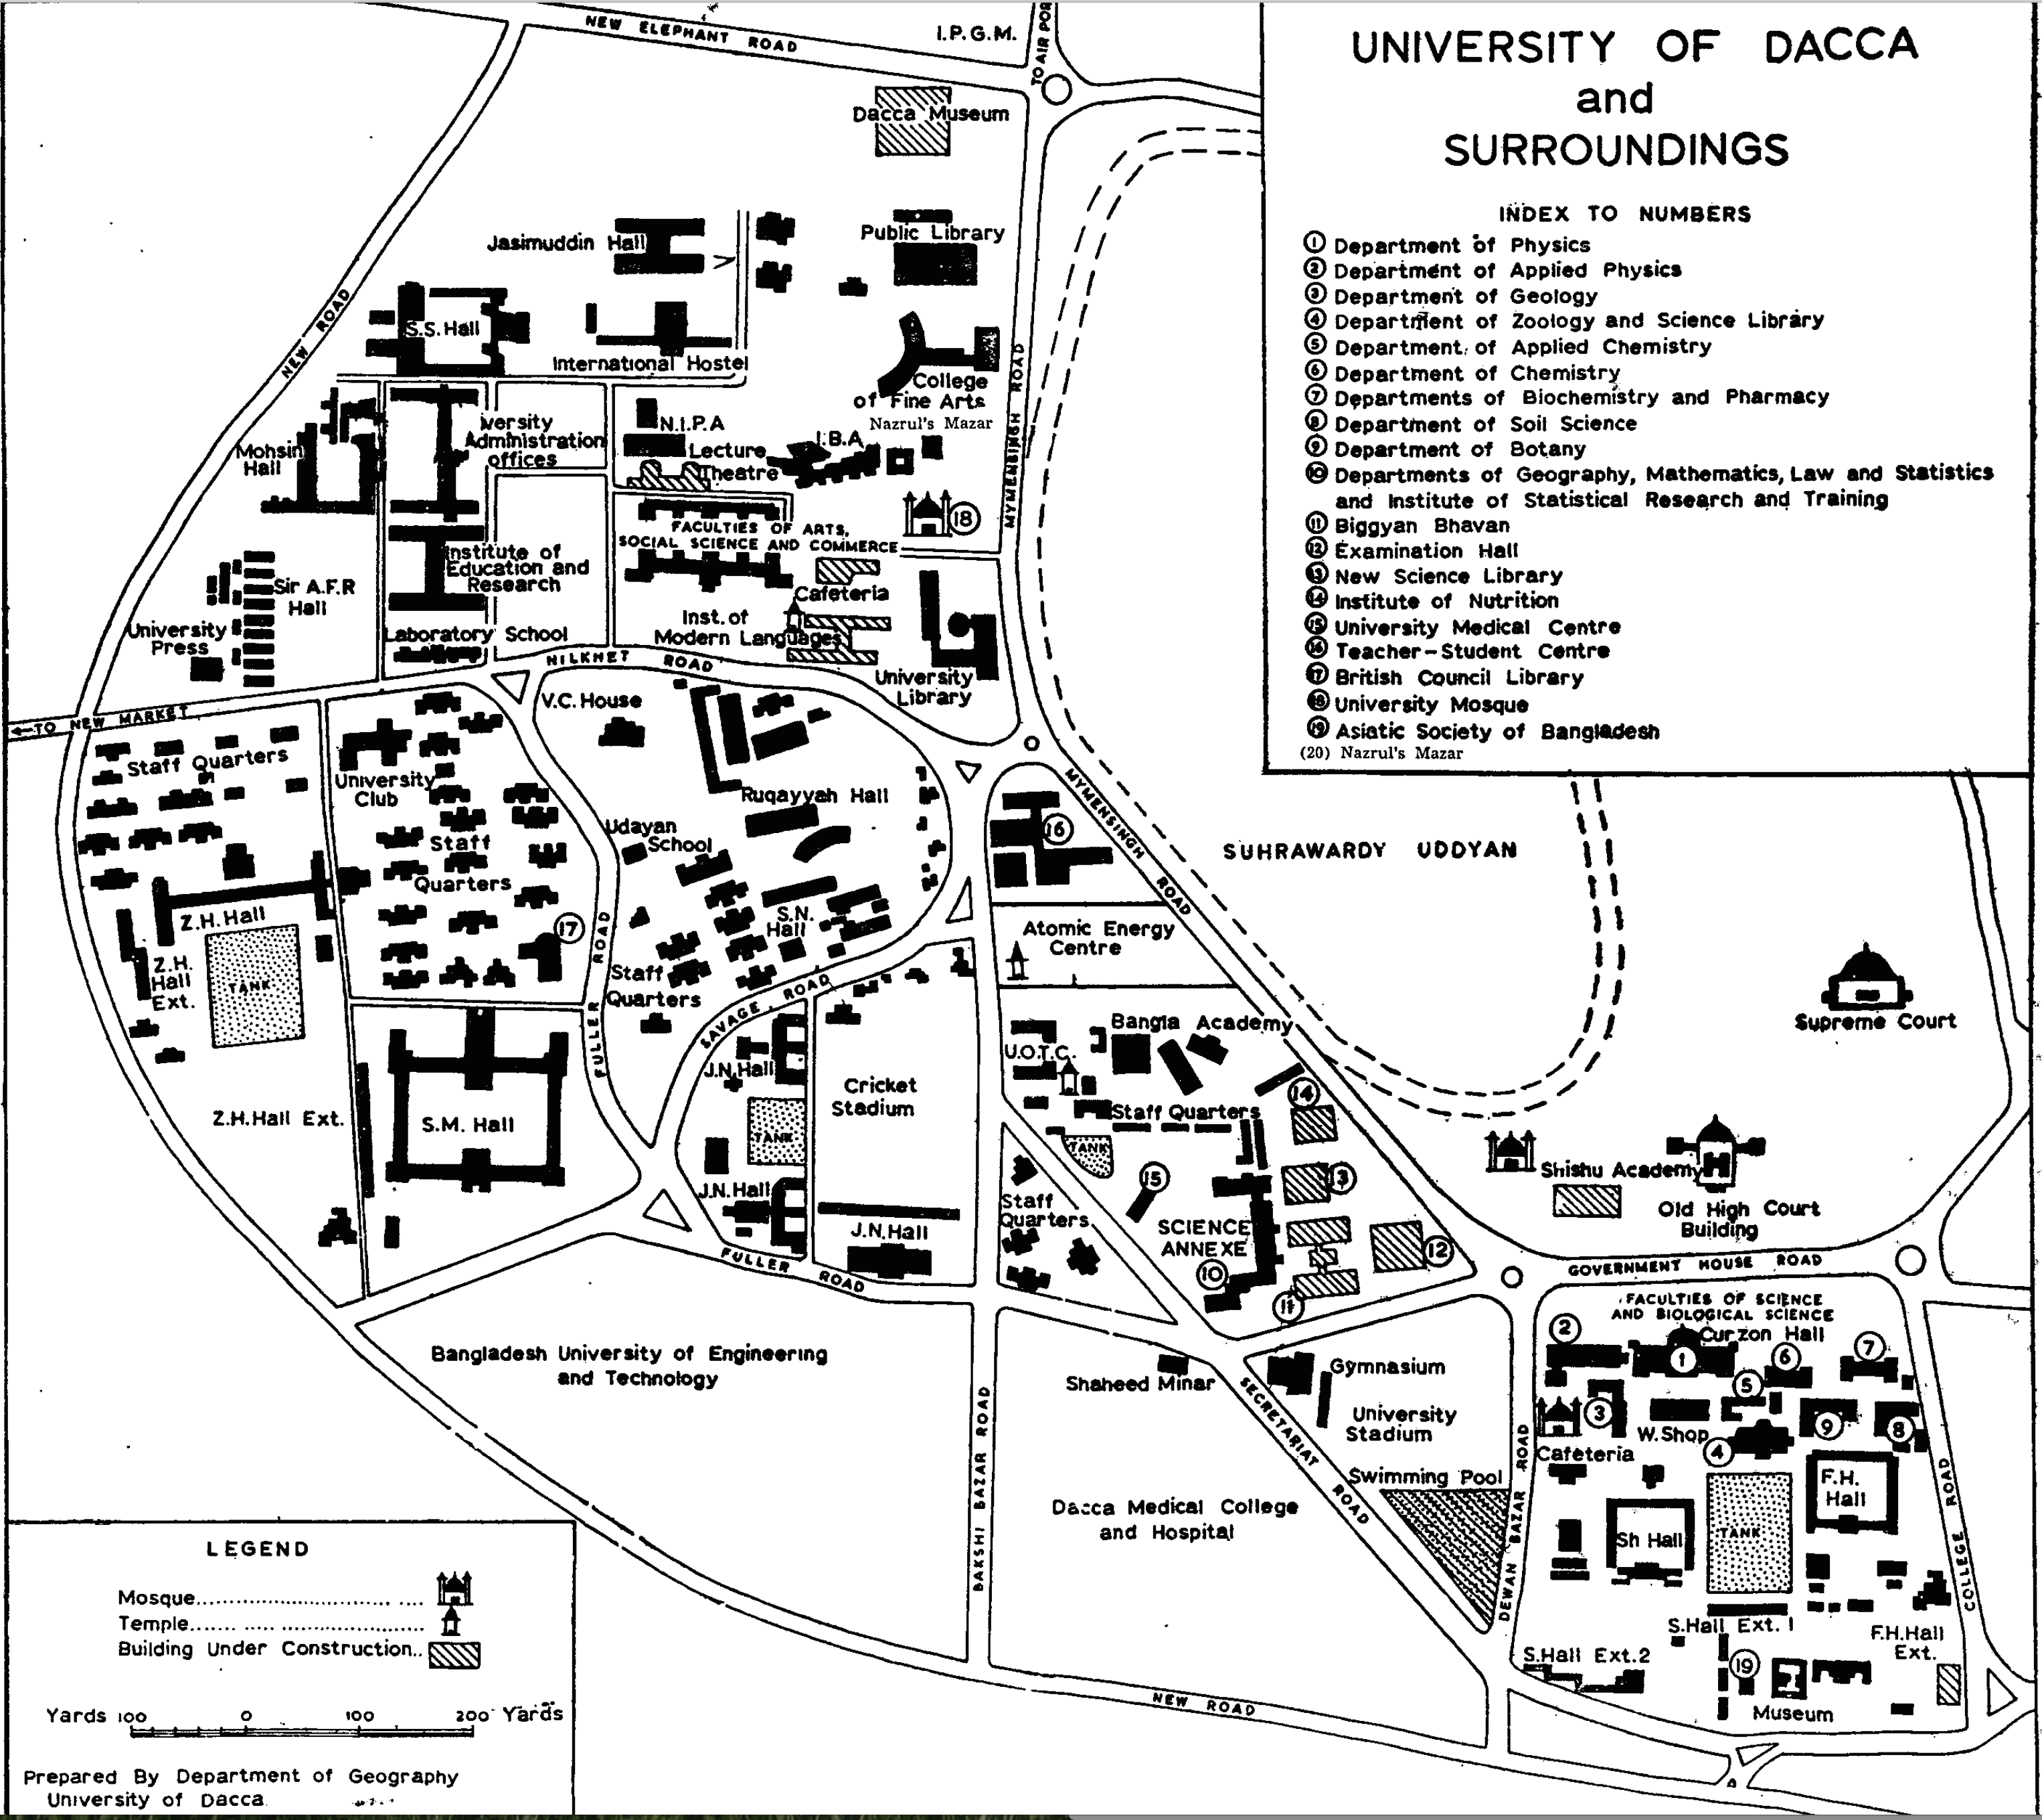 NEW ELEPHANT ROAD
I.P.G.M.
TO AIR POR
UNIVERSITY OF DACCA
and
SURROUNDINGS
INDEX TO NUMBERS
1 Department of Physics
2 Department of Applied Physics
3 Department of Geology
4 Department of Zoology and Science Library
5 Department of Applied Chemistry
6 Department of Chemistry
7 Departments of Biochemistry and Pharmacy
8 Department of Soil Science
9 Department of Botany
10 Departments of Geography, Mathematics, Law and Statistics
and Institute of Statistical Research and Training
11 Biggyan Bhavan
12 Examination Hall
13 New Science Library
14 Institute of Nutrition
15 University Medical Centre
16 Teacher-Student Centre
17 British Council Library
18 University Mosque
19 Asiatic Society of Bangladesh
(20) Nazrul's Mazar
Dacca Museum
Jasimuddin Hall
Public Library
S.S. Hall
NEW ROAD
International Hostel
College
of Fine Arts
Nazrul's Mazar
MYMENSINGH ROAD
N.I.P.A
Lecture
Theatre
I.B.A
versity
Administration
offices
Mohsin
Hall
18
FACULTIES OF ARTS,
SOCIAL SCIENCE AND COMMERCE
Institute of
Education and
Research
Sir A.F.R
Hall
Cafeteria
University
Press
Laboratory School
Inst. of
Modern Languages
University
Library
NILKHET ROAD
TO NEW MARKET
V.C. House
Staff Quarters
University
Club
Ruqayyah Hall
Udayan
School
Staff
Quarters
16
MYMENSINGH ROAD
SUHRAWARDY UDDYAN
Z.H. Hall
17
S.N.
Hall
Atomic Energy
Centre
Z.H.
Hall
Ext.
TANK
FULLER ROAD
Staff
Quarters
SAVAGE ROAD
Supreme Court
Bangla Academy
U.O.T.C.
J.N.Hall
Cricket
Stadium
14
Z.H.Hall Ext.
S.M. Hall
TANK
Staff Quarters
TANK
15
13
Shishu Academy
Old High Court
Building
J.N.Hall
J.N.Hall
Staff
Quarters
SCIENCE
ANNEXE
10
11
12
FULLER ROAD
GOVERNMENT HOUSE ROAD
FACULTIES OF SCIENCE
AND BIOLOGICAL SCIENCE
Curzon Hall
2
1
6
7
5
3
9
8
W.Shop
4
Cafeteria
Bangladesh University of Engineering
and Technology
Shaheed Minar
Gymnasium
University
Stadium
SECRETARIAT ROAD
Swimming Pool
BAKSHI BAZAR ROAD
Dacca Medical College
and Hospital
DEWAN BAZAR ROAD
F.H.
Hall
Sh Hall
TANK
COLLEGE ROAD
S.Hall Ext. 1
F.H.Hall
Ext.
S.Hall Ext.2
19
Museum
NEW ROAD
LEGEND
Mosque
Temple
Building Under Construction
Yards 100 0 100 200 Yards
Prepared By Department of Geography
University of Dacca